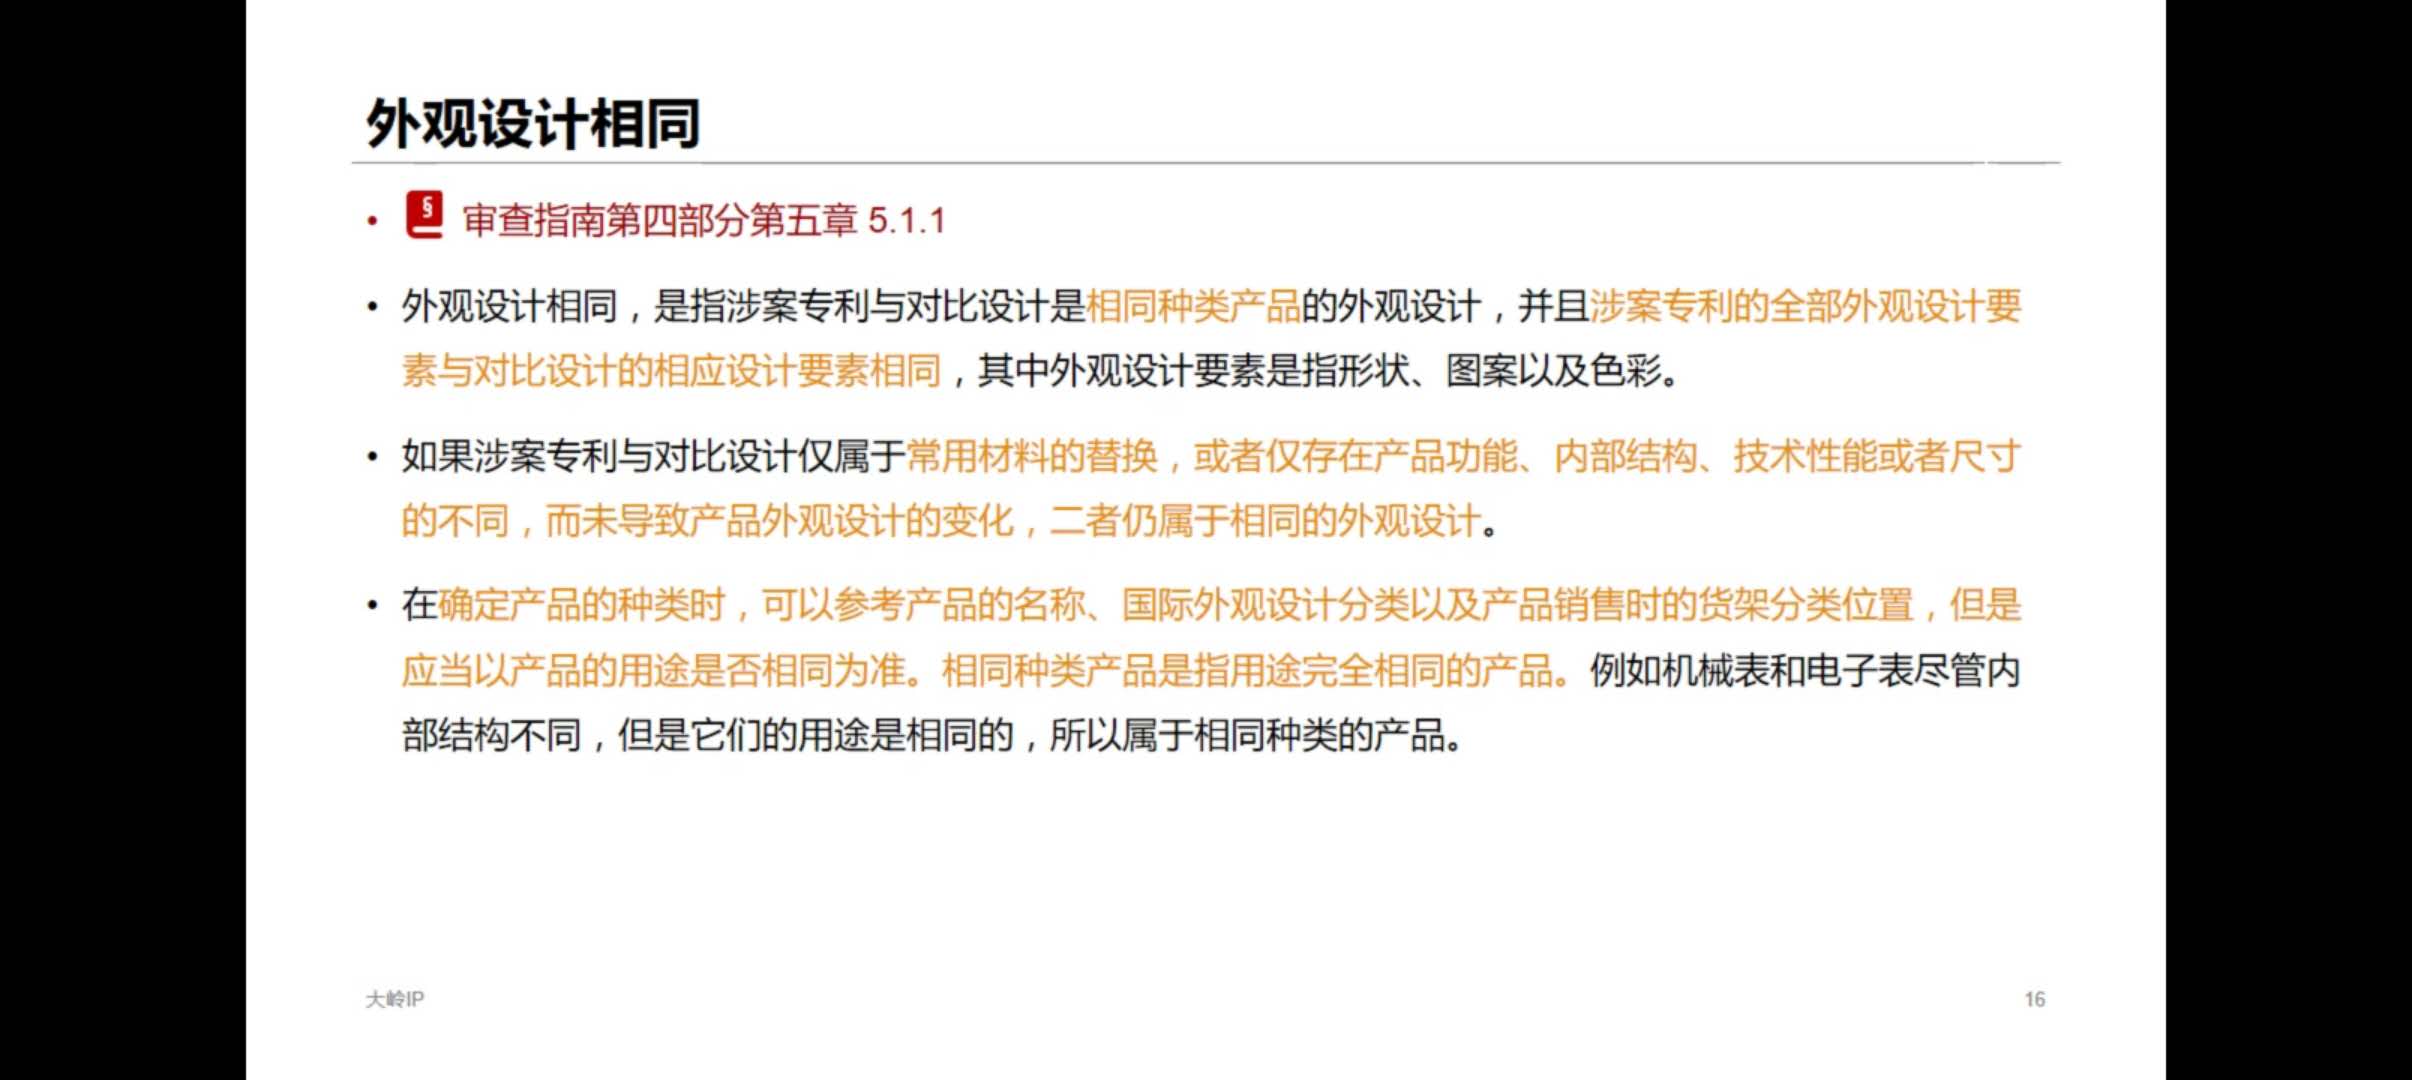 外观设计相同
• § 审查指南第四部分第五章 5.1.1
• 外观设计相同，是指涉案专利与对比设计是相同种类产品的外观设计，并且涉案专利的全部外观设计要
素与对比设计的相应设计要素相同，其中外观设计要素是指形状、图案以及色彩。
• 如果涉案专利与对比设计仅属于常用材料的替换，或者仅存在产品功能、内部结构、技术性能或者尺寸
的不同，而未导致产品外观设计的变化，二者仍属于相同的外观设计。
• 在确定产品的种类时，可以参考产品的名称、国际外观设计分类以及产品销售时的货架分类位置，但是
应当以产品的用途是否相同为准。相同种类产品是指用途完全相同的产品。例如机械表和电子表尽管内
部结构不同，但是它们的用途是相同的，所以属于相同种类的产品。
大岭IP
16